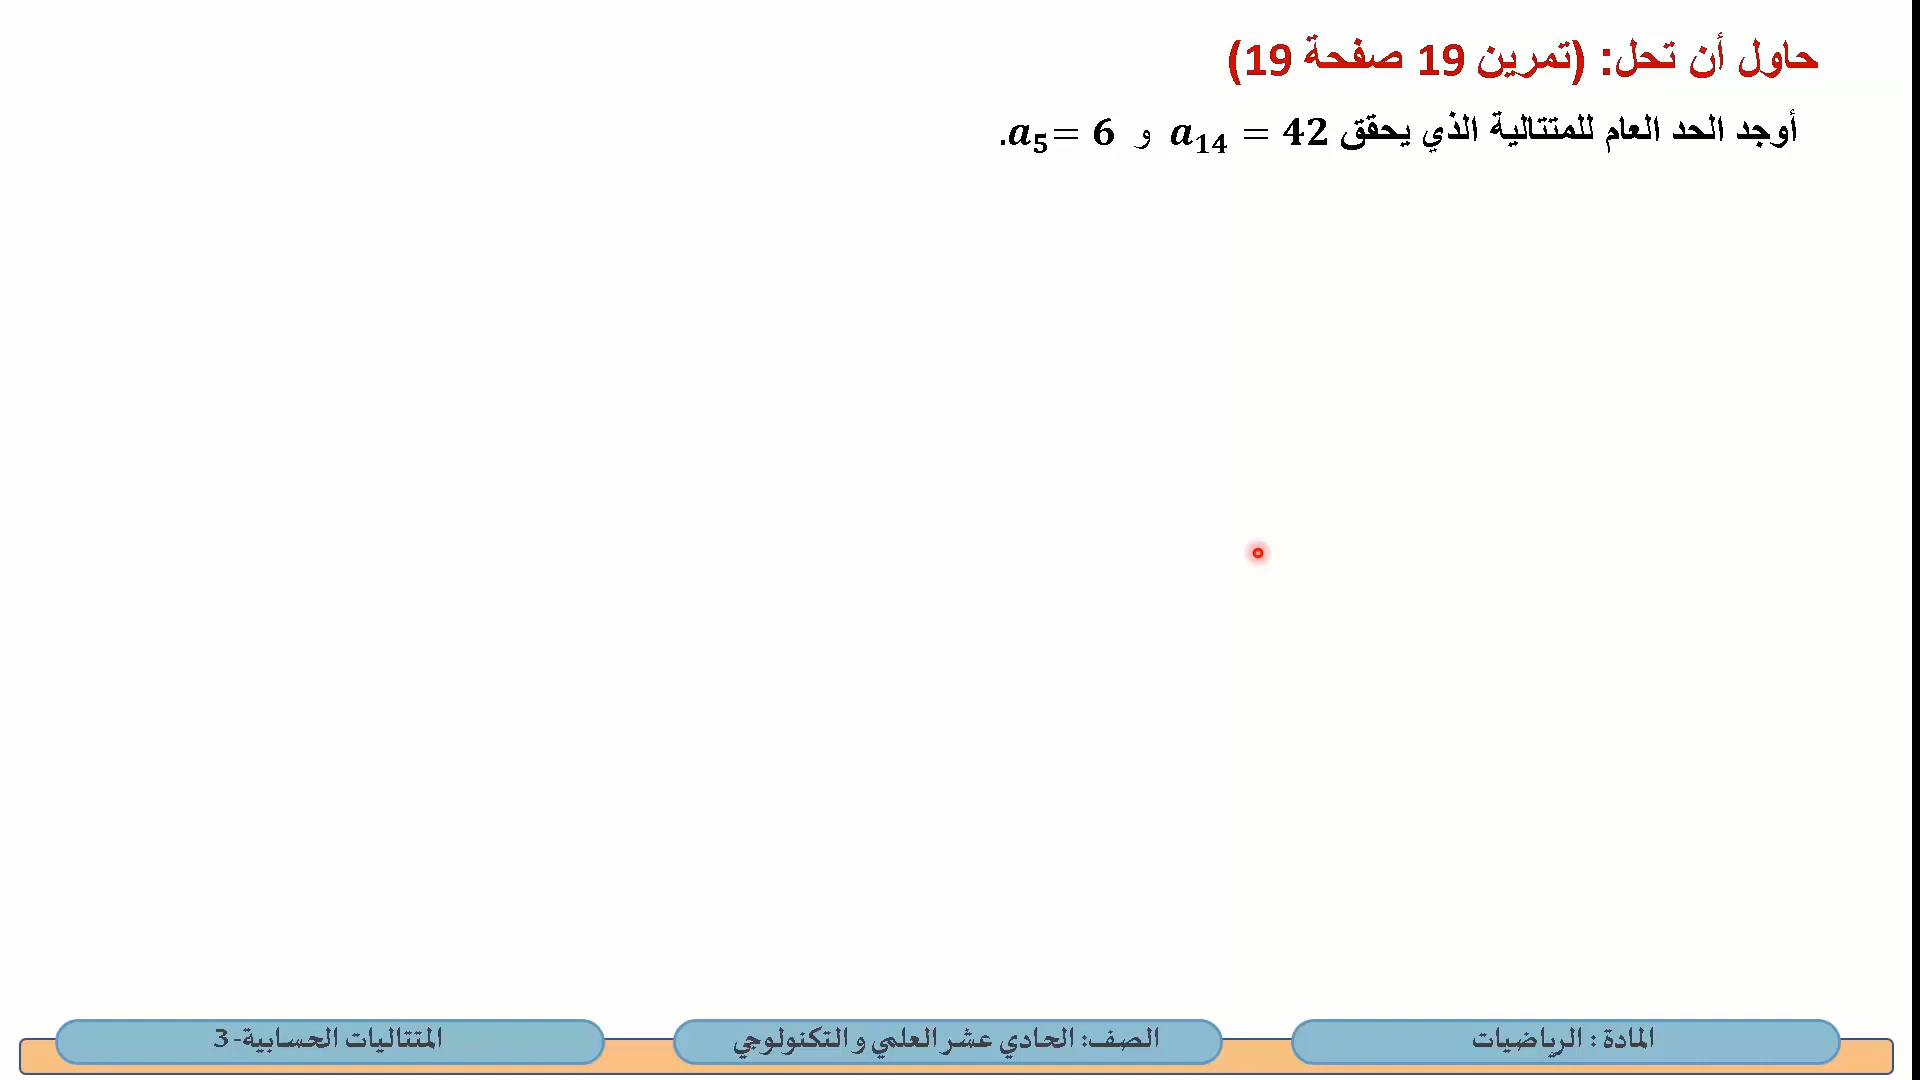 حاول أن تحل: (تمرين 19 صفحة 19)
أوجد الحد العام للمتتالية الذي يحقق a₁₄ = 42 و a₅= 6.
المادة : الرياضيات
الصف: الحادي عشر العلمي و التكنولوجي
المتتاليات الحسابية- 3